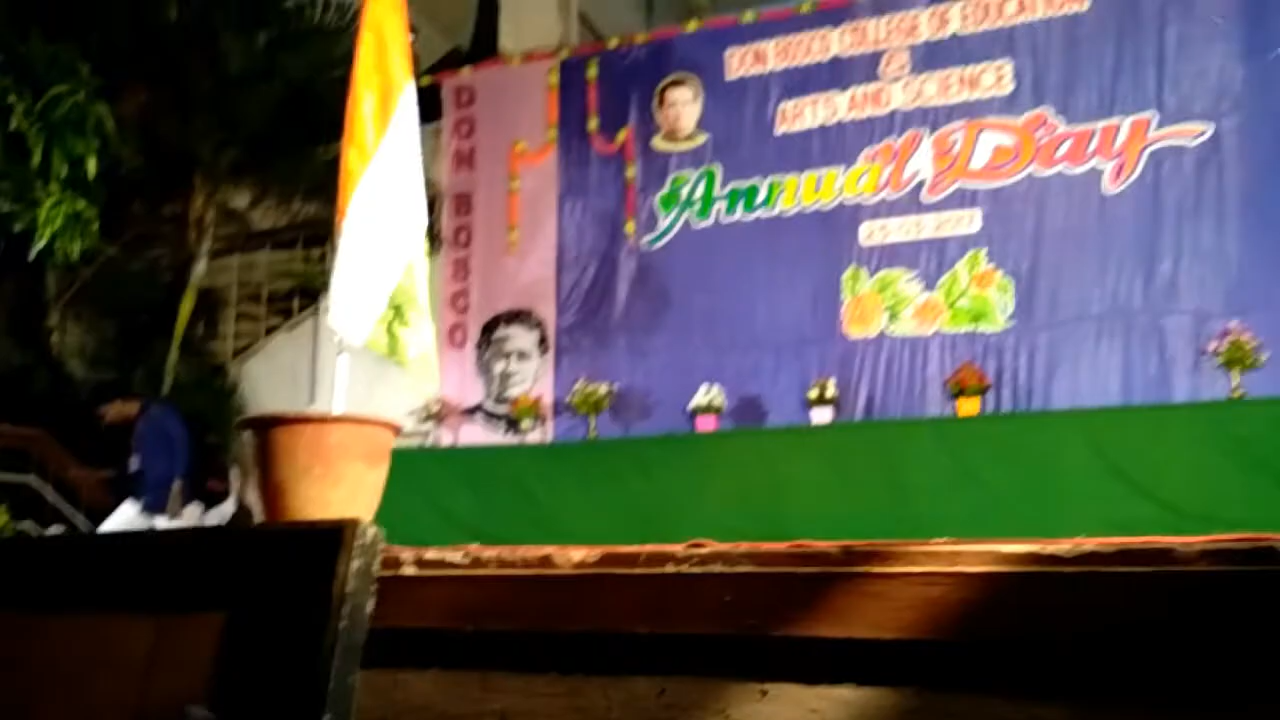 DON BOSCO COLLEGE OF EDUCATION,
&
ARTS AND SCIENCE
Annual Day
DON BOSCO